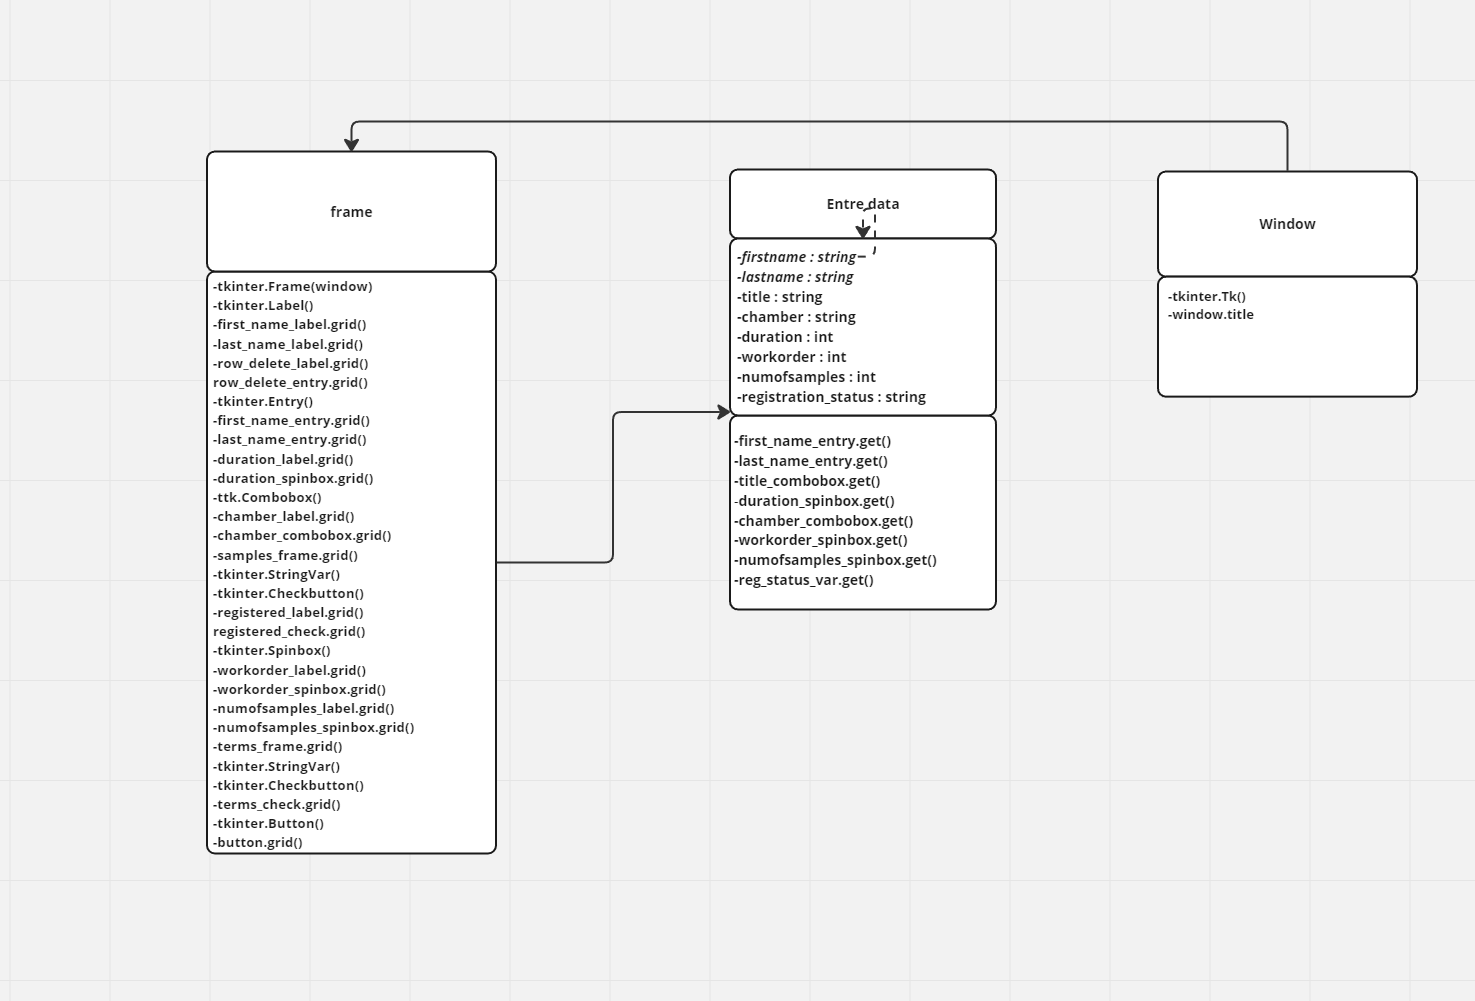 frame
-tkinter.Frame(window)
-tkinter.Label()
-first_name_label.grid()
-last_name_label.grid()
-row_delete_label.grid()
row_delete_entry.grid()
-tkinter.Entry()
-first_name_entry.grid()
-last_name_entry.grid()
-duration_label.grid()
-duration_spinbox.grid()
-ttk.Combobox()
-chamber_label.grid()
-chamber_combobox.grid()
-samples_frame.grid()
-tkinter.StringVar()
-tkinter.Checkbutton()
-registered_label.grid()
registered_check.grid()
-tkinter.Spinbox()
-workorder_label.grid()
-workorder_spinbox.grid()
-numofsamples_label.grid()
-numofsamples_spinbox.grid()
-terms_frame.grid()
-tkinter.StringVar()
-tkinter.Checkbutton()
-terms_check.grid()
-tkinter.Button()
-button.grid()
Entre data
-firstname : string
-lastname : string
-title : string
-chamber : string
-duration : int
-workorder : int
-numofsamples : int
-registration_status : string
-first_name_entry.get()
-last_name_entry.get()
-title_combobox.get()
-duration_spinbox.get()
-chamber_combobox.get()
-workorder_spinbox.get()
-numofsamples_spinbox.get()
-reg_status_var.get()
Window
-tkinter.Tk()
-window.title